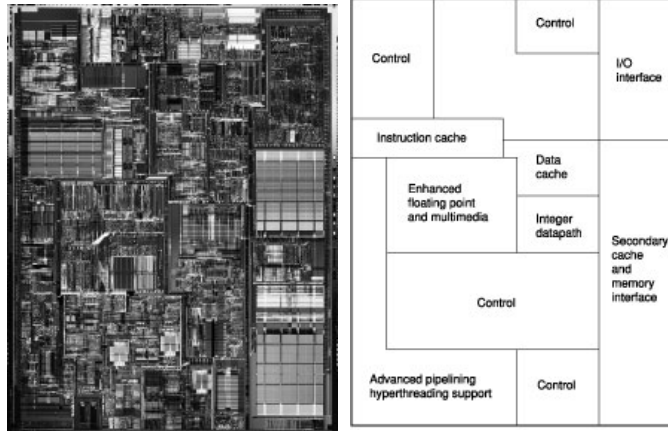 Control
Control
I/O
interface
Instruction cache
Data
cache
Enhanced
floating point
and multimedia
Integer
datapath
Secondary
cache
and
memory
interface
Control
Advanced pipelining
hyperthreading support
Control